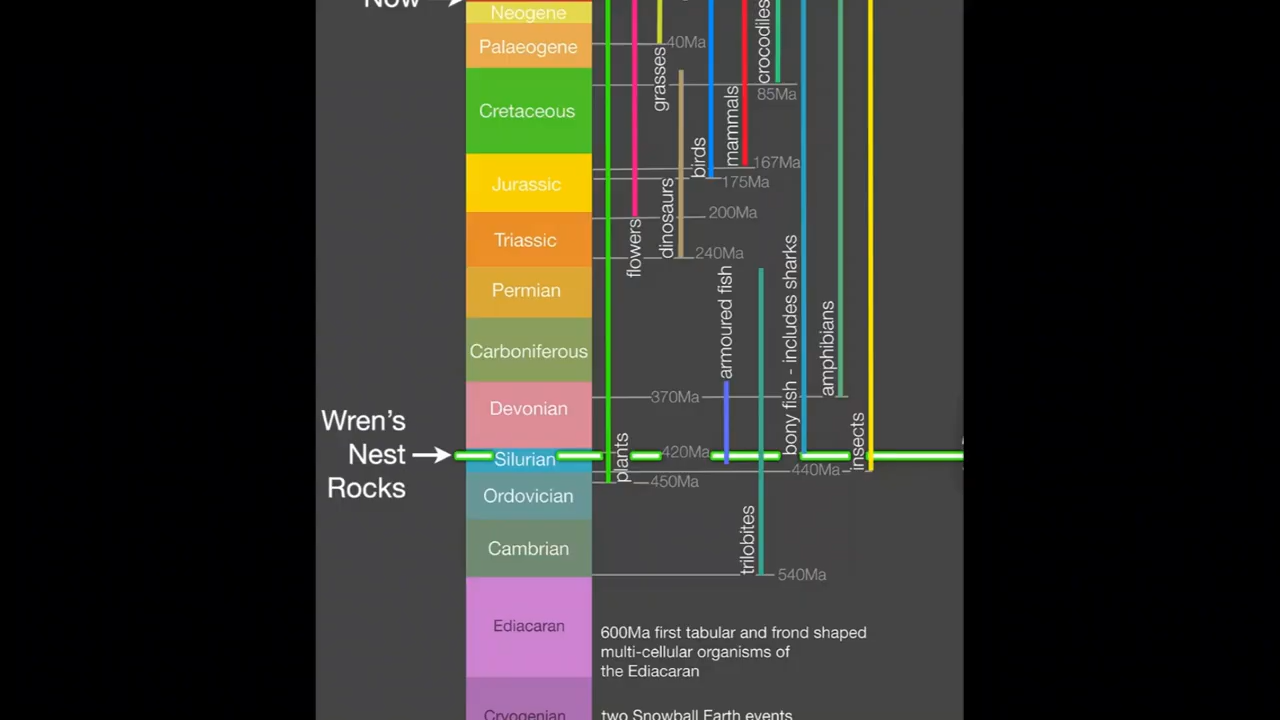 Now
Neogene
Palaeogene
Cretaceous
Jurassic
Triassic
Permian
Carboniferous
Devonian
Silurian
Ordovician
Cambrian
Ediacaran
Cryogenian
Wren's
Nest
Rocks
plants
flowers
grasses
dinosaurs
birds
mammals
crocodiles
armoured fish
trilobites
bony fish - includes sharks
amphibians
insects
40Ma
85Ma
167Ma
175Ma
200Ma
240Ma
370Ma
420Ma
440Ma
450Ma
540Ma
600Ma first tabular and frond shaped
multi-cellular organisms of
the Ediacaran
two Snowball Earth events